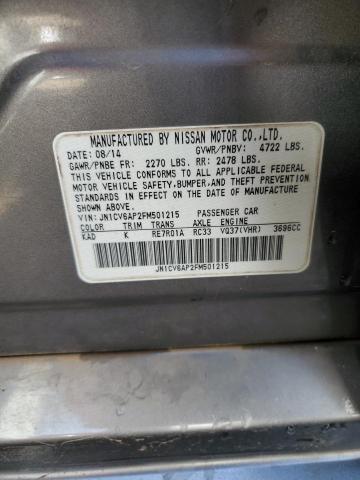 MANUFACTURED BY NISSAN MOTOR CO.,LTD.
DATE: 08/14 GVWR/PNBV: 4722 LBS.
GAWR/PNBE FR: 2270 LBS. RR: 2478 LBS.
THIS VEHICLE CONFORMS TO ALL APPLICABLE FEDERAL
MOTOR VEHICLE SAFETY,BUMPER,AND THEFT PREVENTION
STANDARDS IN EFFECT ON THE DATE OF MANUFACTURE
SHOWN ABOVE.
VIN: JN1CV6AP2FM501215 PASSENGER CAR
COLOR TRIM TRANS AXLE ENGINE
KAD K RE7R01A RC33 VQ37(VHR) 3696CC
JN1CV6AP2FM501215